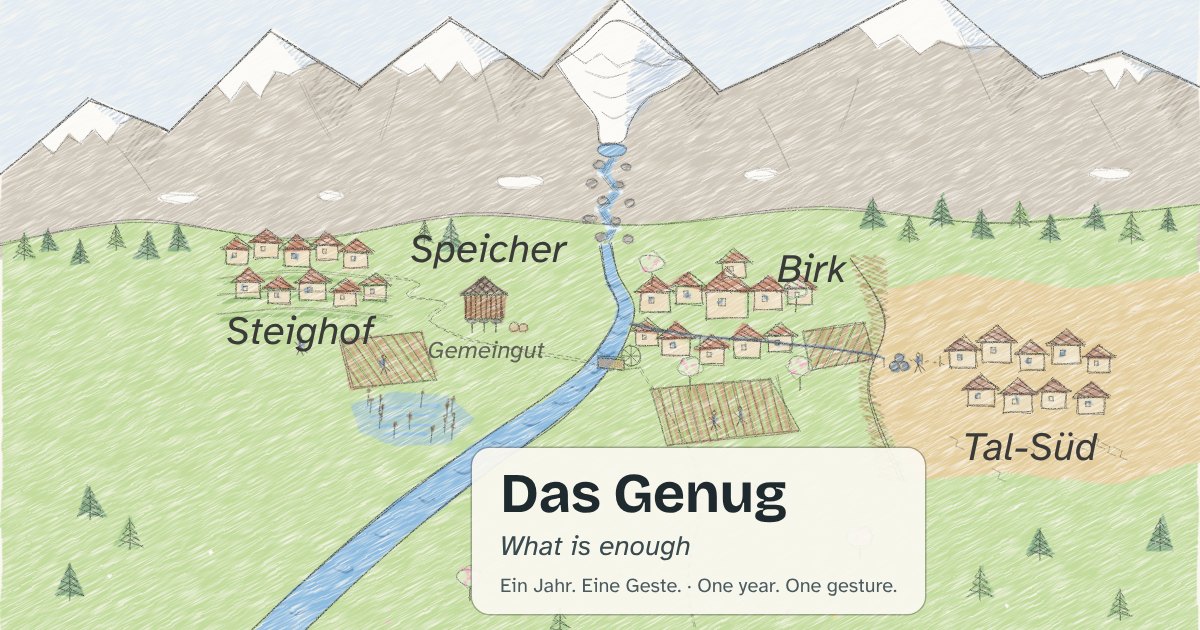 Speicher
Birk
Steighof
Gemeingut
Tal-Süd
Das Genug
What is enough
Ein Jahr. Eine Geste. · One year. One gesture.